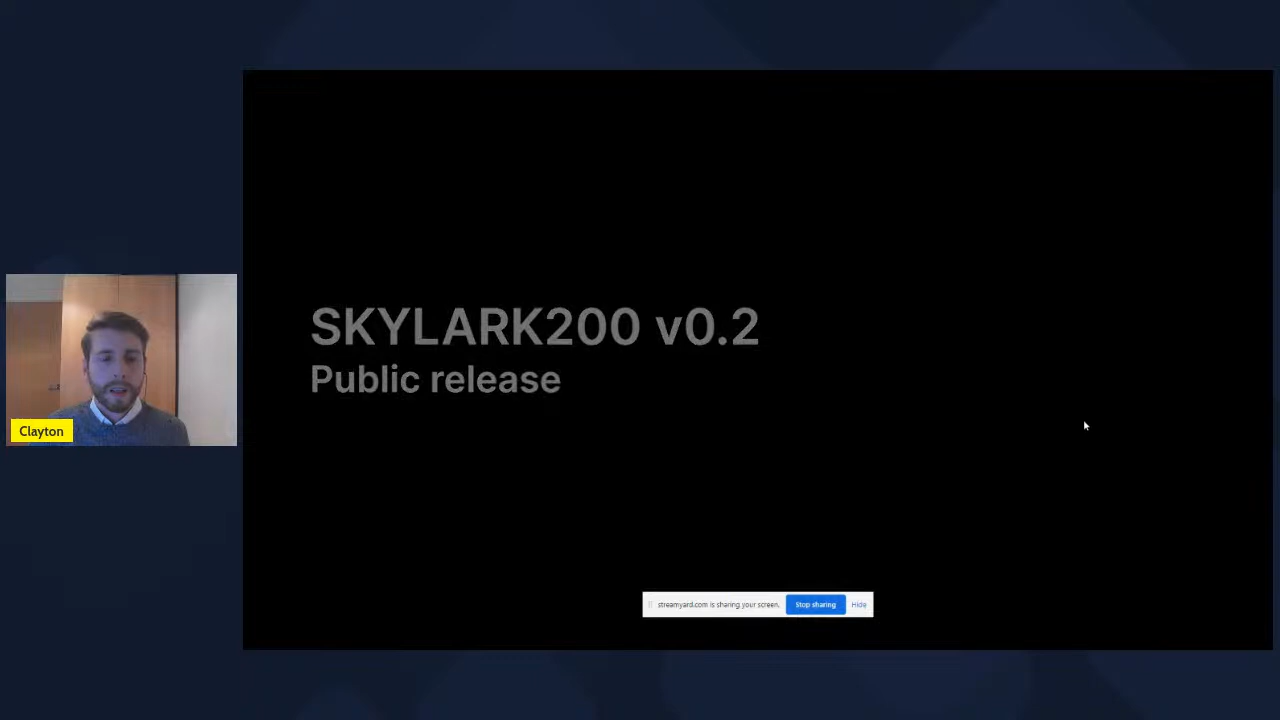 SKYLARK200 v0.2
Public release
Clayton
streamyard.com is sharing your screen. Stop sharing Hide